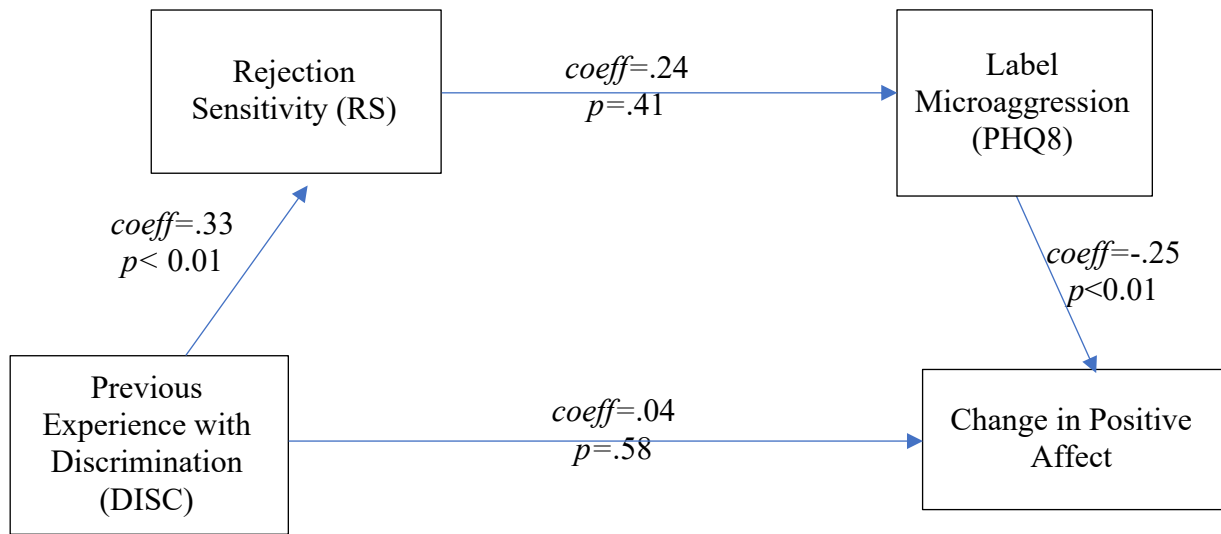 Rejection
Sensitivity (RS)
coeff=.24
p=.41
Label
Microaggression
(PHQ8)
coeff=.33
p< 0.01
coeff=-.25
p<0.01
Previous
Experience with
Discrimination
(DISC)
coeff=.04
p=.58
Change in Positive
Affect